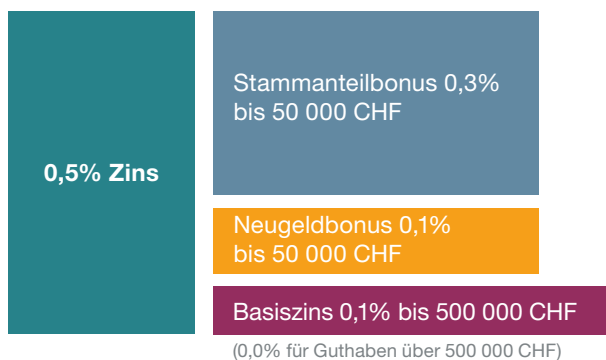 0,5% Zins
Stammanteilbonus 0,3%
bis 50 000 CHF
Neugeldbonus 0,1%
bis 50 000 CHF
Basiszins 0,1% bis 500 000 CHF
(0,0% für Guthaben über 500 000 CHF)